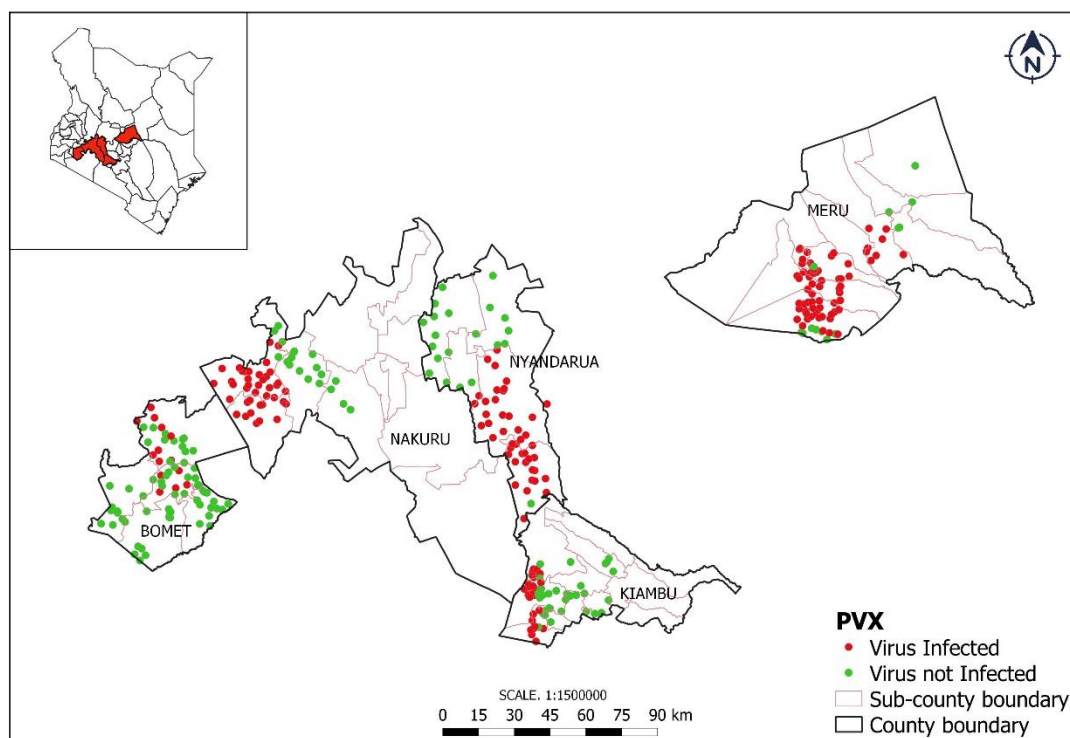 N
MERU
NYANDARUA
NAKURU
BOMET
KIAMBU
PVX
Virus Infected
Virus not Infected
Sub-county boundary
County boundary
SCALE. 1:1500000
0 15 30 45 60 75 90 km